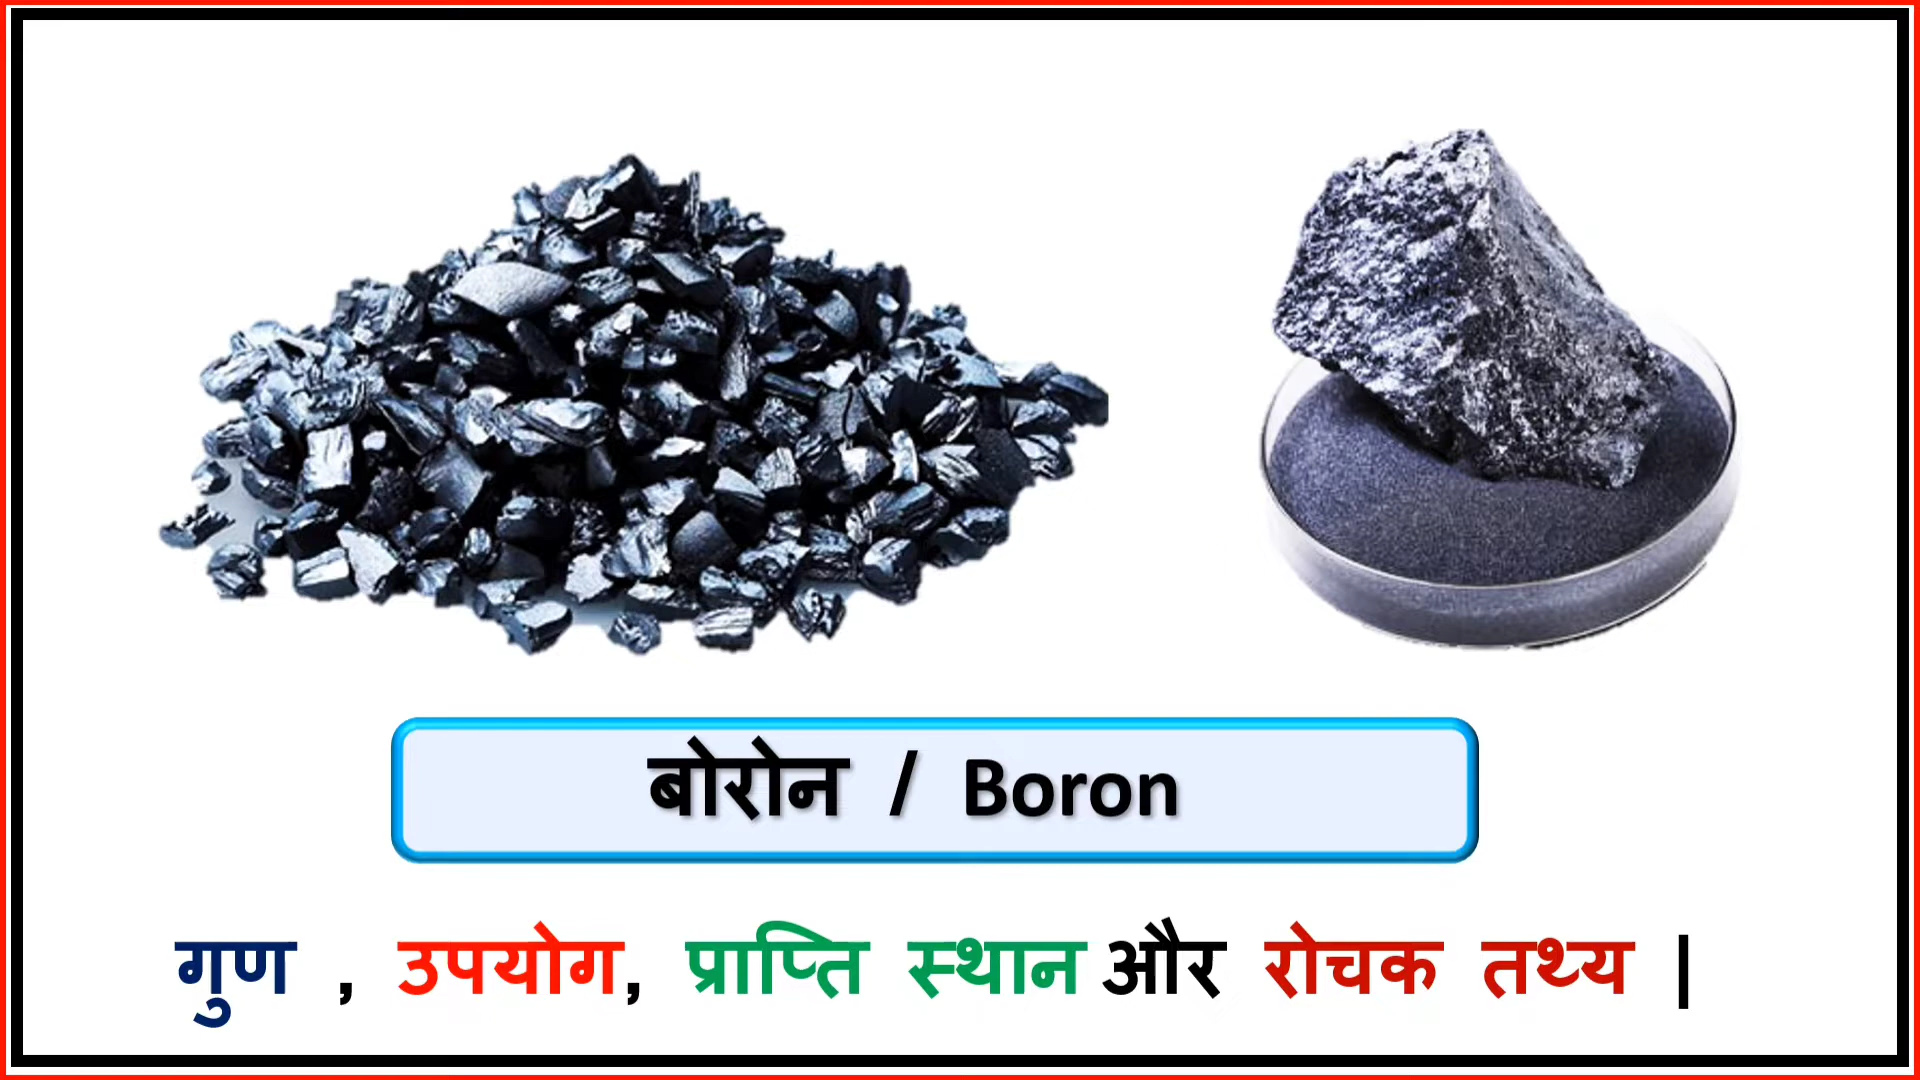 बोरोन / Boron
गुण , उपयोग, प्राप्ति स्थान और रोचक तथ्य |